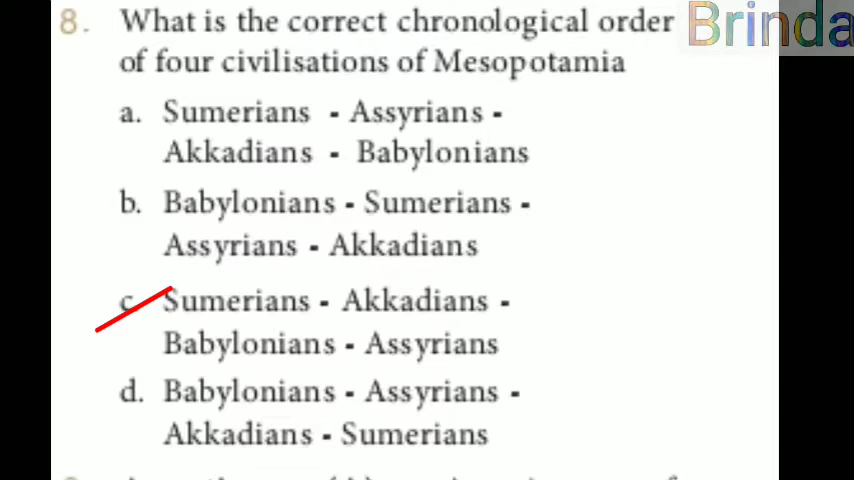 8. What is the correct chronological order
of four civilisations of Mesopotamia
a. Sumerians - Assyrians -
Akkadians - Babylonians
b. Babylonians - Sumerians -
Assyrians - Akkadians
c. Sumerians - Akkadians -
Babylonians - Assyrians
d. Babylonians - Assyrians -
Akkadians - Sumerians
Brinda